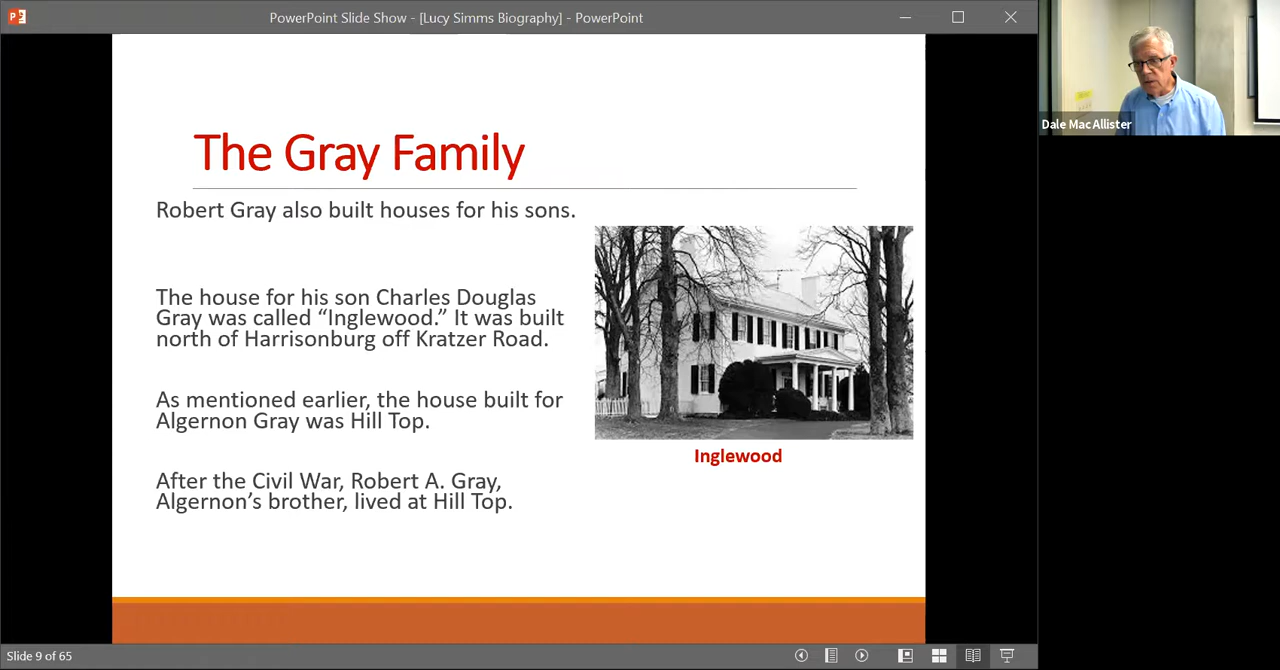 PowerPoint Slide Show - [Lucy Simms Biography] - PowerPoint
Dale Mac Allister
The Gray Family
Robert Gray also built houses for his sons.
The house for his son Charles Douglas
Gray was called “Inglewood.” It was built
north of Harrisonburg off Kratzer Road.
As mentioned earlier, the house built for
Algernon Gray was Hill Top.
After the Civil War, Robert A. Gray,
Algernon’s brother, lived at Hill Top.
Inglewood
Slide 9 of 65